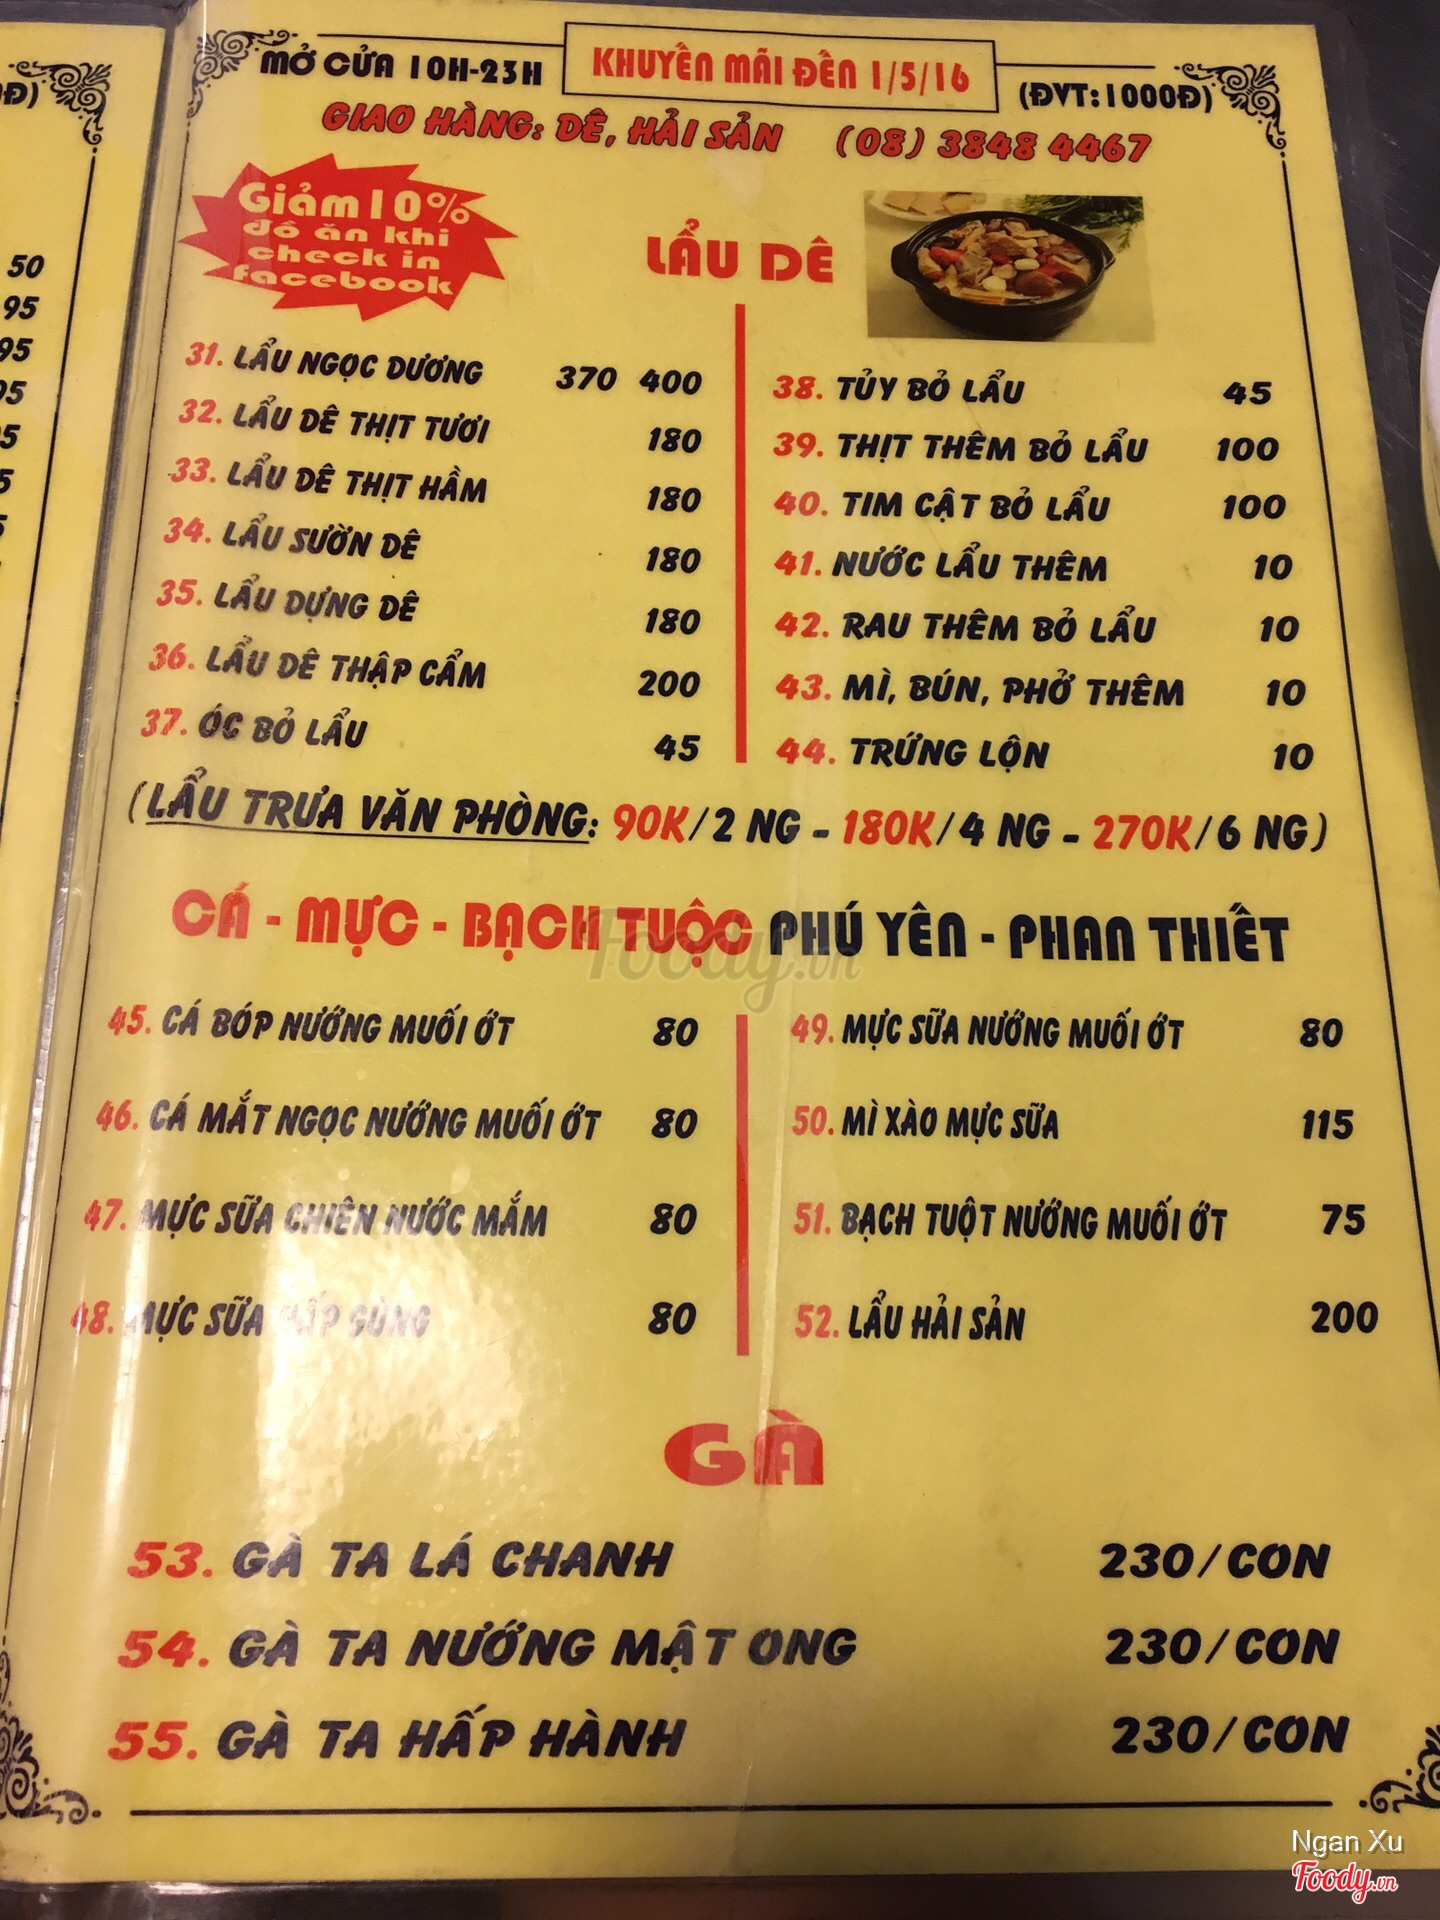 MỞ CỬA 10H-23H
KHUYẾN MÃI ĐẾN 1/5/16
(ĐVT:1000Đ)
GIAO HÀNG: DÊ, HẢI SẢN (08) 3848 4467
Giảm 10%
đồ ăn khi
check in
facebook
LẨU DÊ
31. LẨU NGỌC DƯƠNG 370 400
32. LẨU DÊ THỊT TƯƠI 180
33. LẨU DÊ THỊT HẦM 180
34. LẨU SƯỜN DÊ 180
35. LẨU DỰNG DÊ 180
36. LẨU DÊ THẬP CẨM 200
37. ÓC BỎ LẨU 45
38. TỦY BỎ LẨU 45
39. THỊT THÊM BỎ LẨU 100
40. TIM CẬT BỎ LẨU 100
41. NƯỚC LẨU THÊM 10
42. RAU THÊM BỎ LẨU 10
43. MÌ, BÚN, PHỞ THÊM 10
44. TRỨNG LỘN 10
(LẨU TRƯA VĂN PHÒNG: 90K/2 NG - 180K/4 NG - 270K/6 NG)
CÁ - MỰC - BẠCH TUỘC PHÚ YÊN - PHAN THIẾT
45. CÁ BÓP NƯỚNG MUỐI ỚT 80
46. CÁ MẮT NGỌC NƯỚNG MUỐI ỚT 80
47. MỰC SỮA CHIÊN NƯỚC MẮM 80
48. MỰC SỮA HẤP GỪNG 80
49. MỰC SỮA NƯỚNG MUỐI ỚT 80
50. MÌ XÀO MỰC SỮA 115
51. BẠCH TUỘT NƯỚNG MUỐI ỚT 75
52. LẨU HẢI SẢN 200
GÀ
53. GÀ TA LÁ CHANH 230/CON
54. GÀ TA NƯỚNG MẬT ONG 230/CON
55. GÀ TA HẤP HÀNH 230/CON
50
95
95
Foody.vn
Ngan Xu
Foody.vn